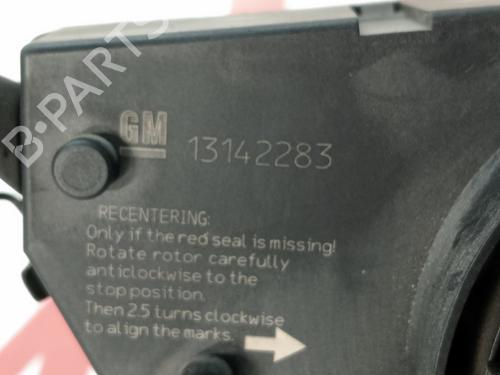 B-PARTS
GM 13142283
RECENTERING:
Only if the red seal is missing!
Rotate rotor carefully
anticlockwise to the
stop position.
Then 2.5 turns clockwise
to align the marks.